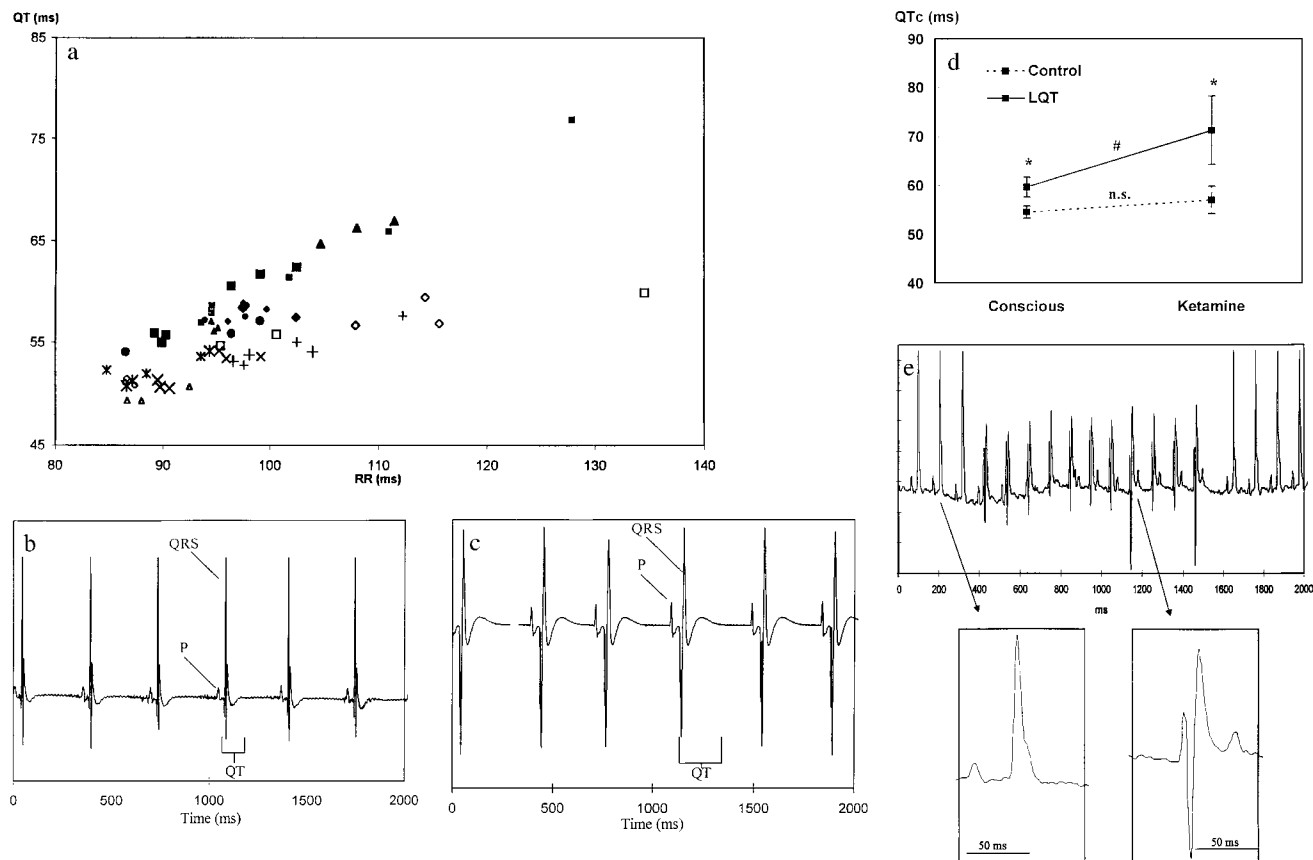 QT (ms)
a
85
75
65
55
45
80
90
100
110
120
130
140
RR (ms)
b
QRS
P
QT
0
500
1000
1500
2000
Time (ms)
c
QRS
P
QT
0
500
1000
1500
2000
Time (ms)
QTc (ms)
d
90
80
70
60
50
40
Control
LQT
*
#
*
n.s.
Conscious
Ketamine
e
0
200
400
600
800
1000
1200
1400
1600
1800
2000
ms
50 ms
50 ms